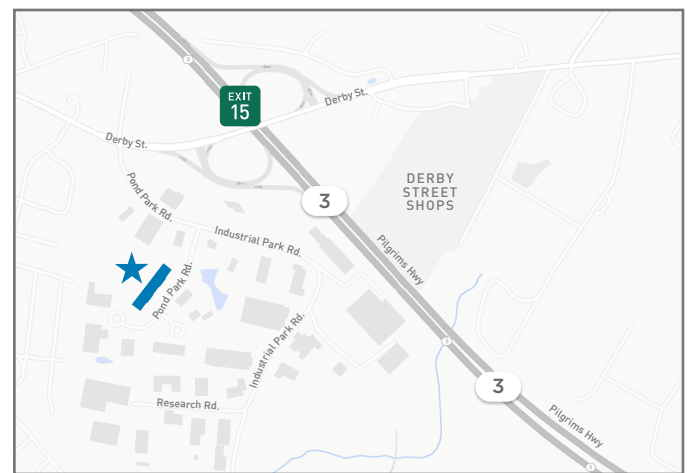 EXIT
15
Derby St.
Derby St.
Pond Park Rd.
DERBY
STREET
SHOPS
3
Industrial Park Rd.
Pilgrims Hwy
Pond Park Rd.
Industrial Park Rd.
3
Research Rd.
Pilgrims Hwy